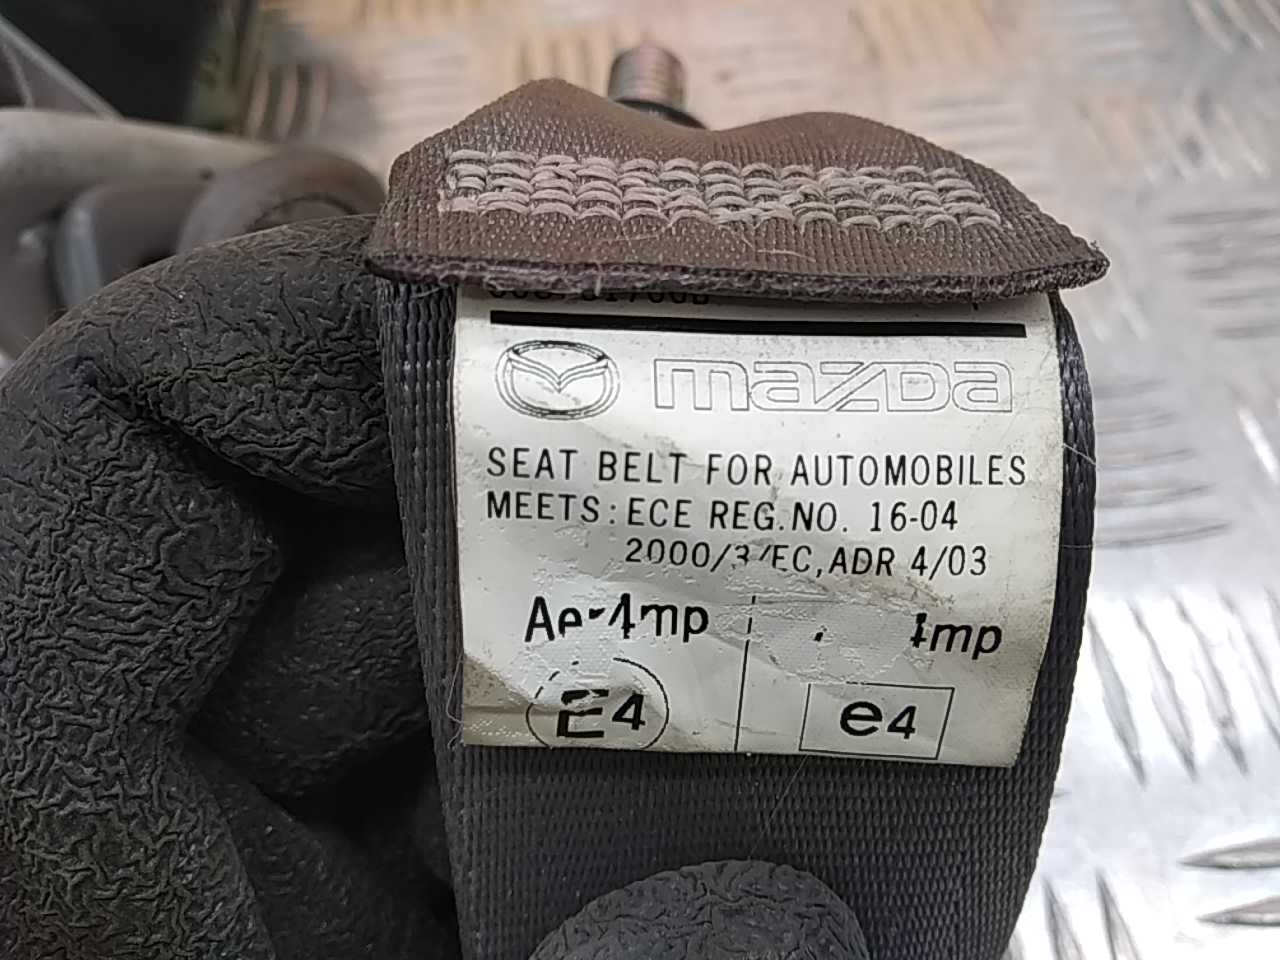 mazda
SEAT BELT FOR AUTOMOBILES
MEETS: ECE REG. NO. 16-04
2000/3/EC, ADR 4/03
Aer4mp
4mp
E4
e4